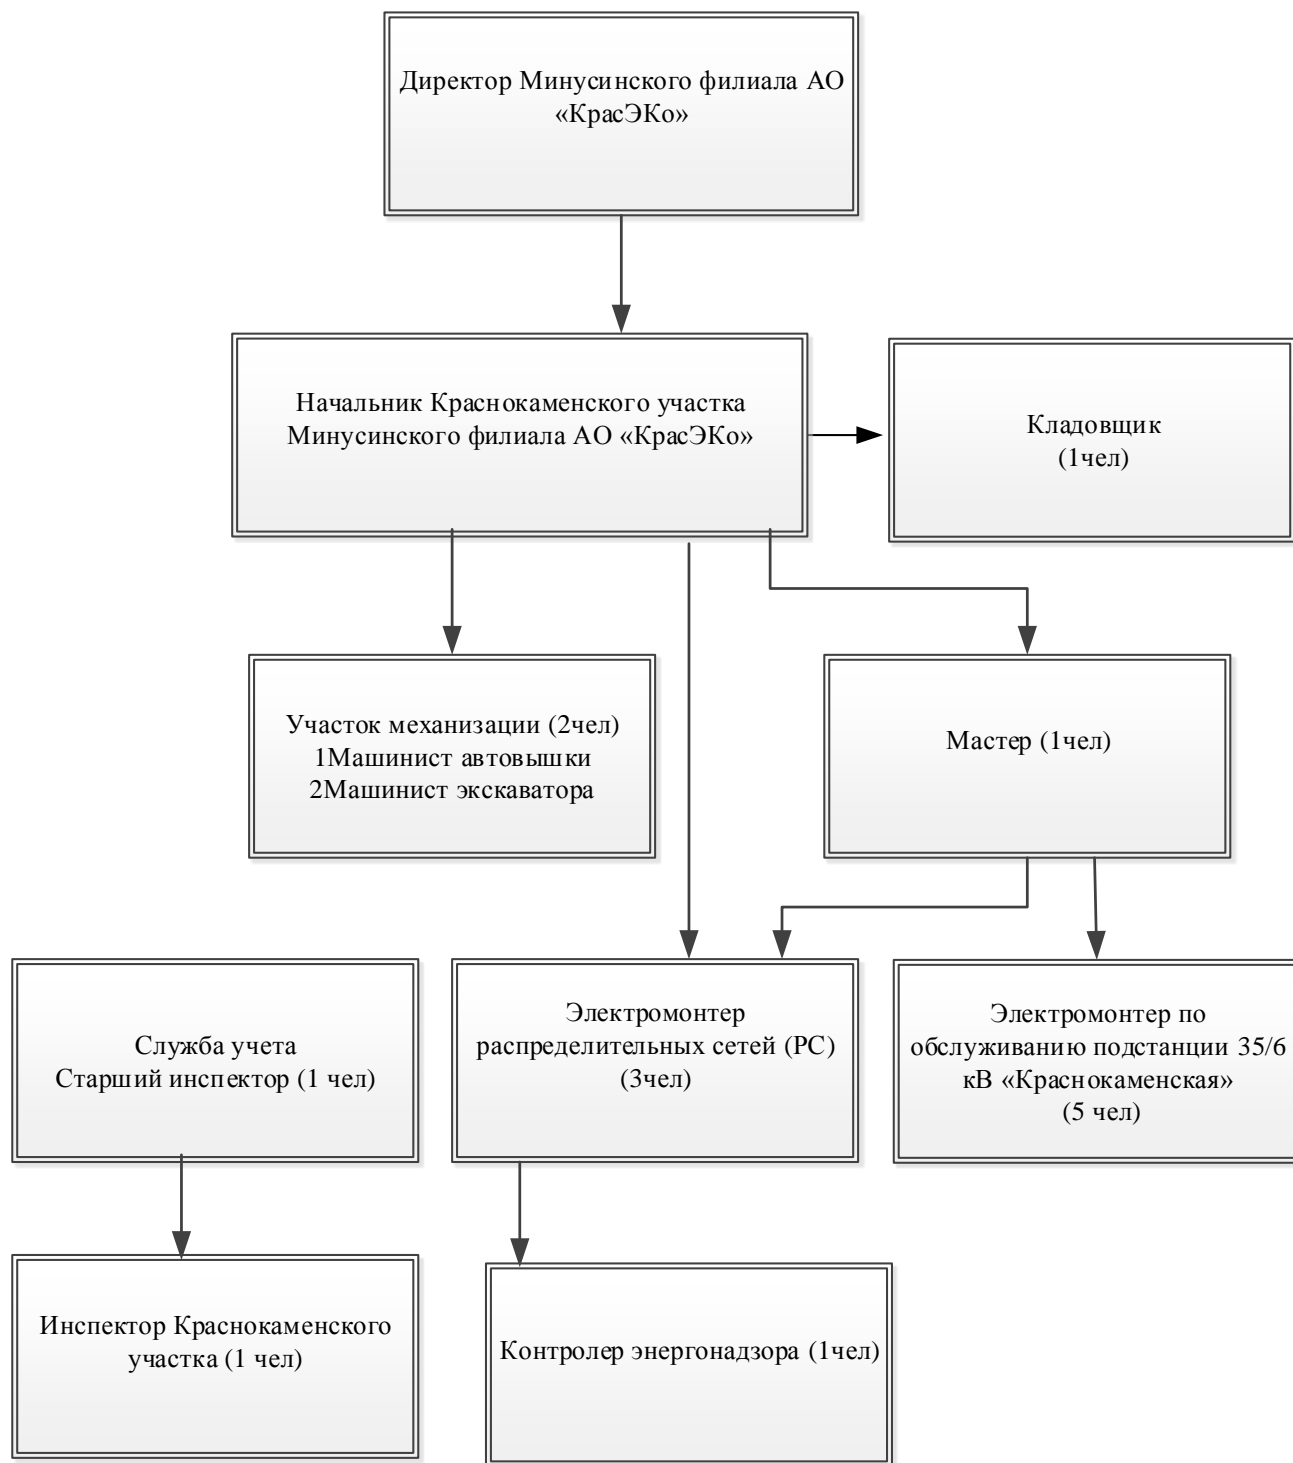 Директор Минусинского филиала АО
«КрасЭКо»
Начальник Краснокаменского участка
Минусинского филиала АО «КрасЭКо»
Кладовщик
(1чел)
Участок механизации (2чел)
1Машинист автовышки
2Машинист экскаватора
Мастер (1чел)
Служба учета
Старший инспектор (1 чел)
Электромонтер
распределительных сетей (РС)
(3чел)
Электромонтер по
обслуживанию подстанции 35/6
кВ «Краснокаменская»
(5 чел)
Инспектор Краснокаменского
участка (1 чел)
Контролер энергонадзора (1чел)